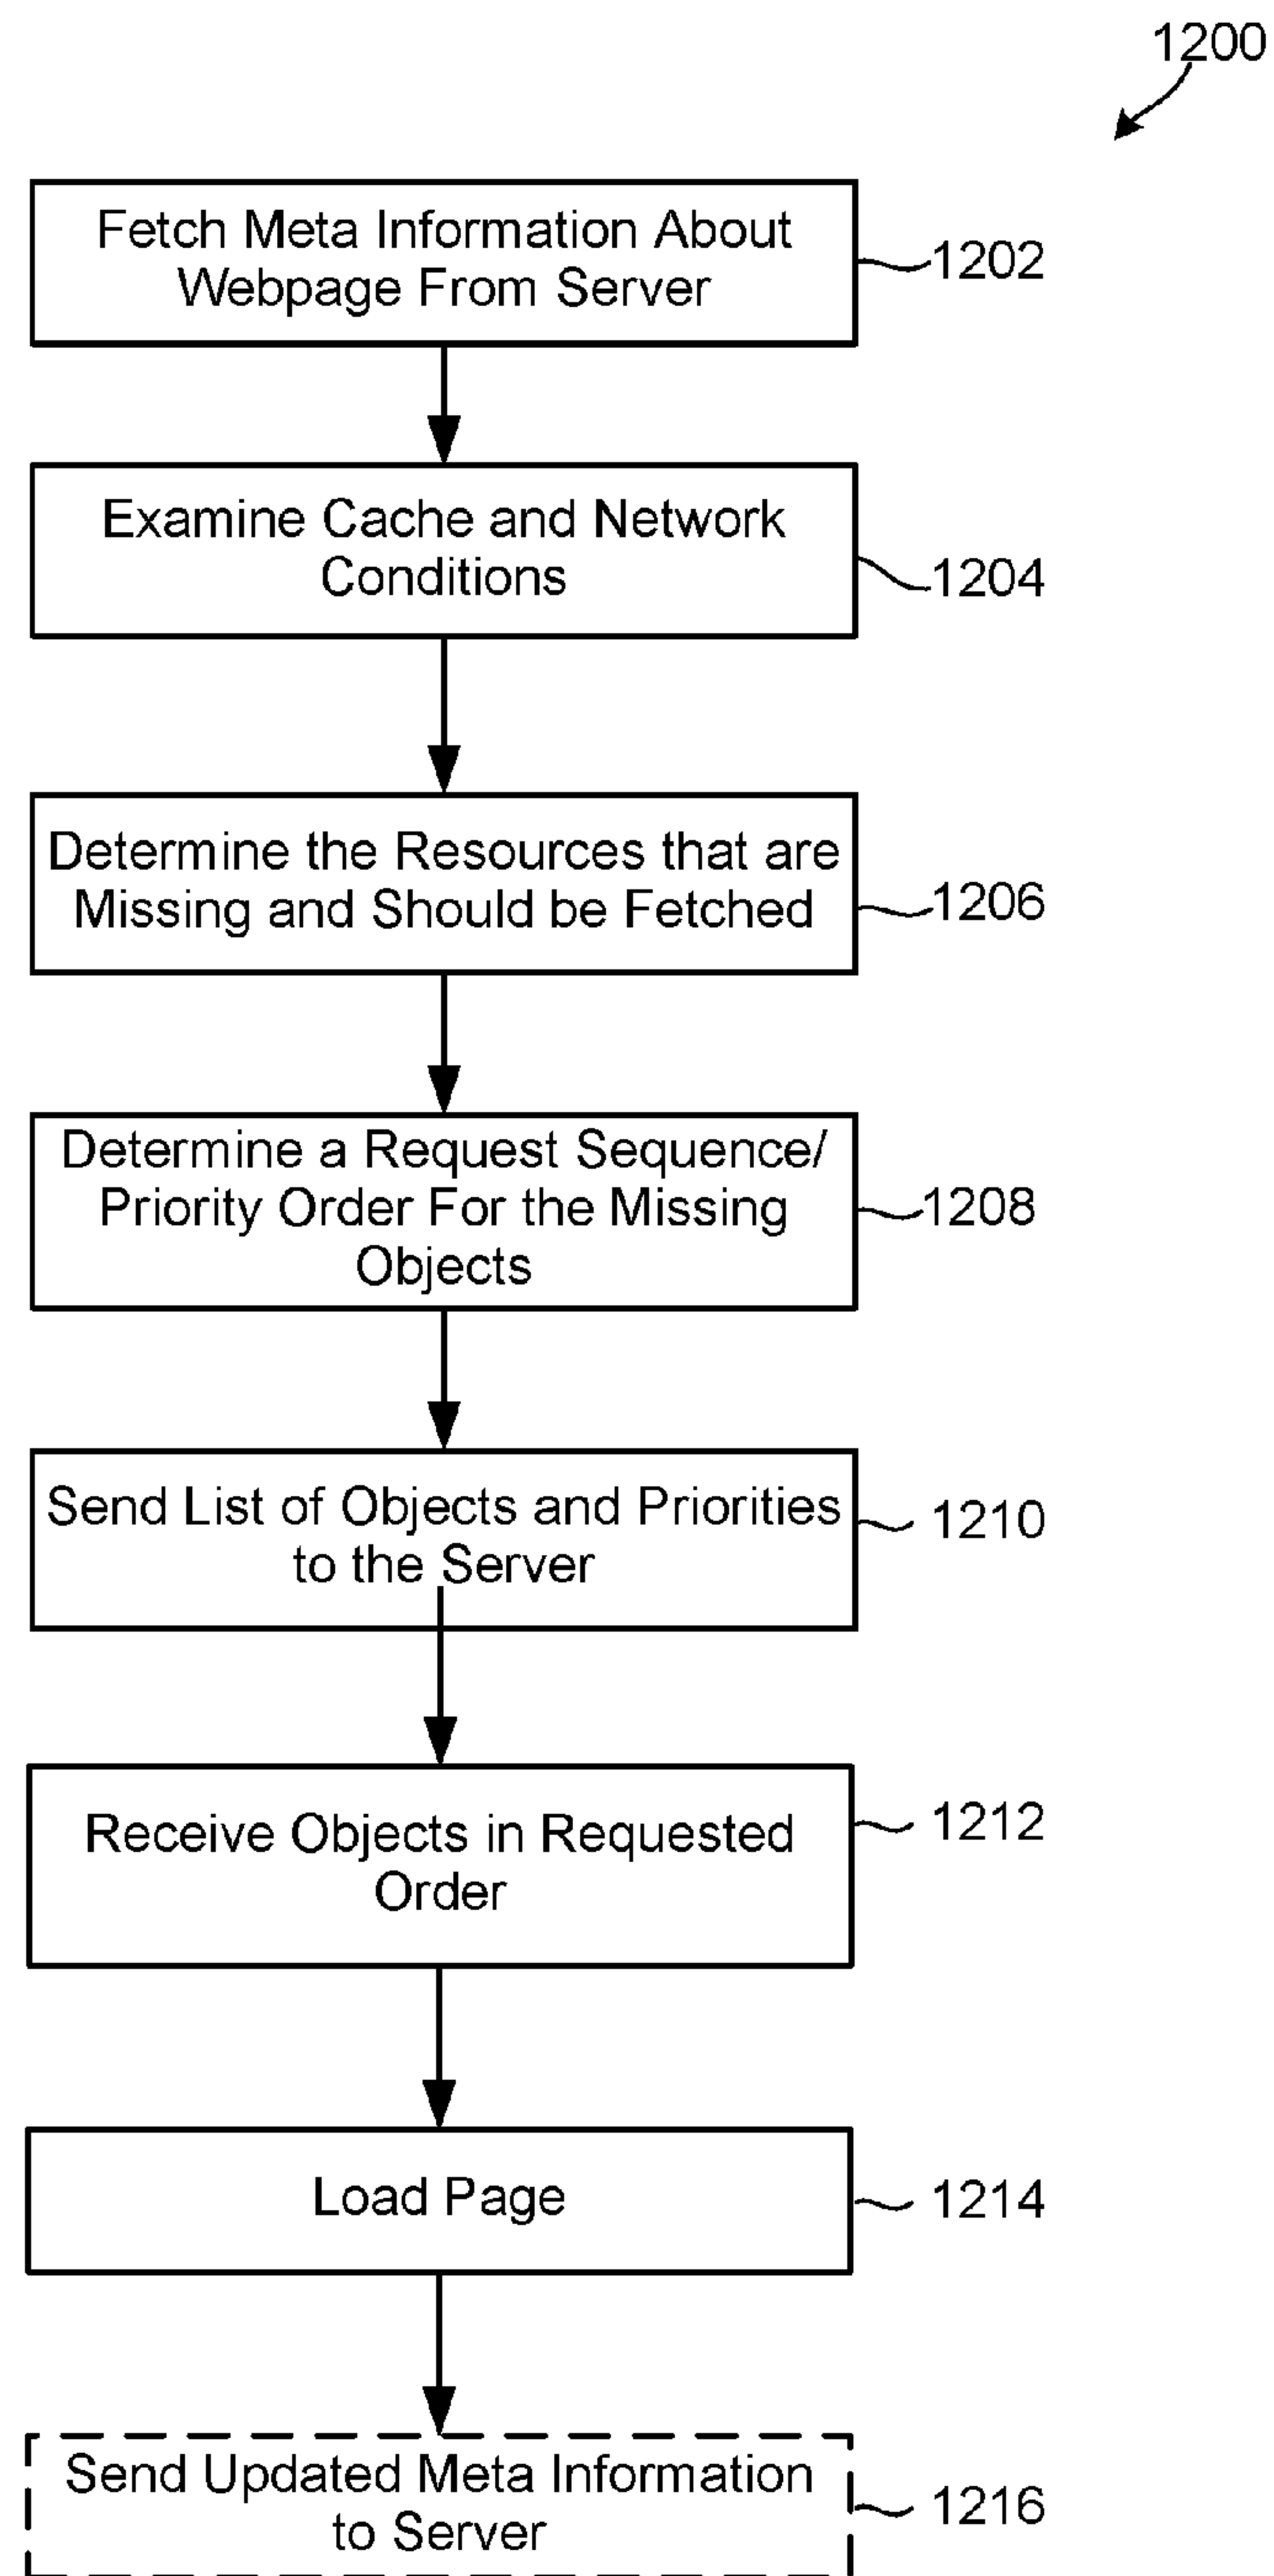 1200
Fetch Meta Information About
Webpage From Server
1202
Examine Cache and Network
Conditions
1204
Determine the Resources that are
Missing and Should be Fetched
1206
Determine a Request Sequence/
Priority Order For the Missing
Objects
1208
Send List of Objects and Priorities
to the Server
1210
Receive Objects in Requested
Order
1212
Load Page
1214
Send Updated Meta Information
to Server
1216